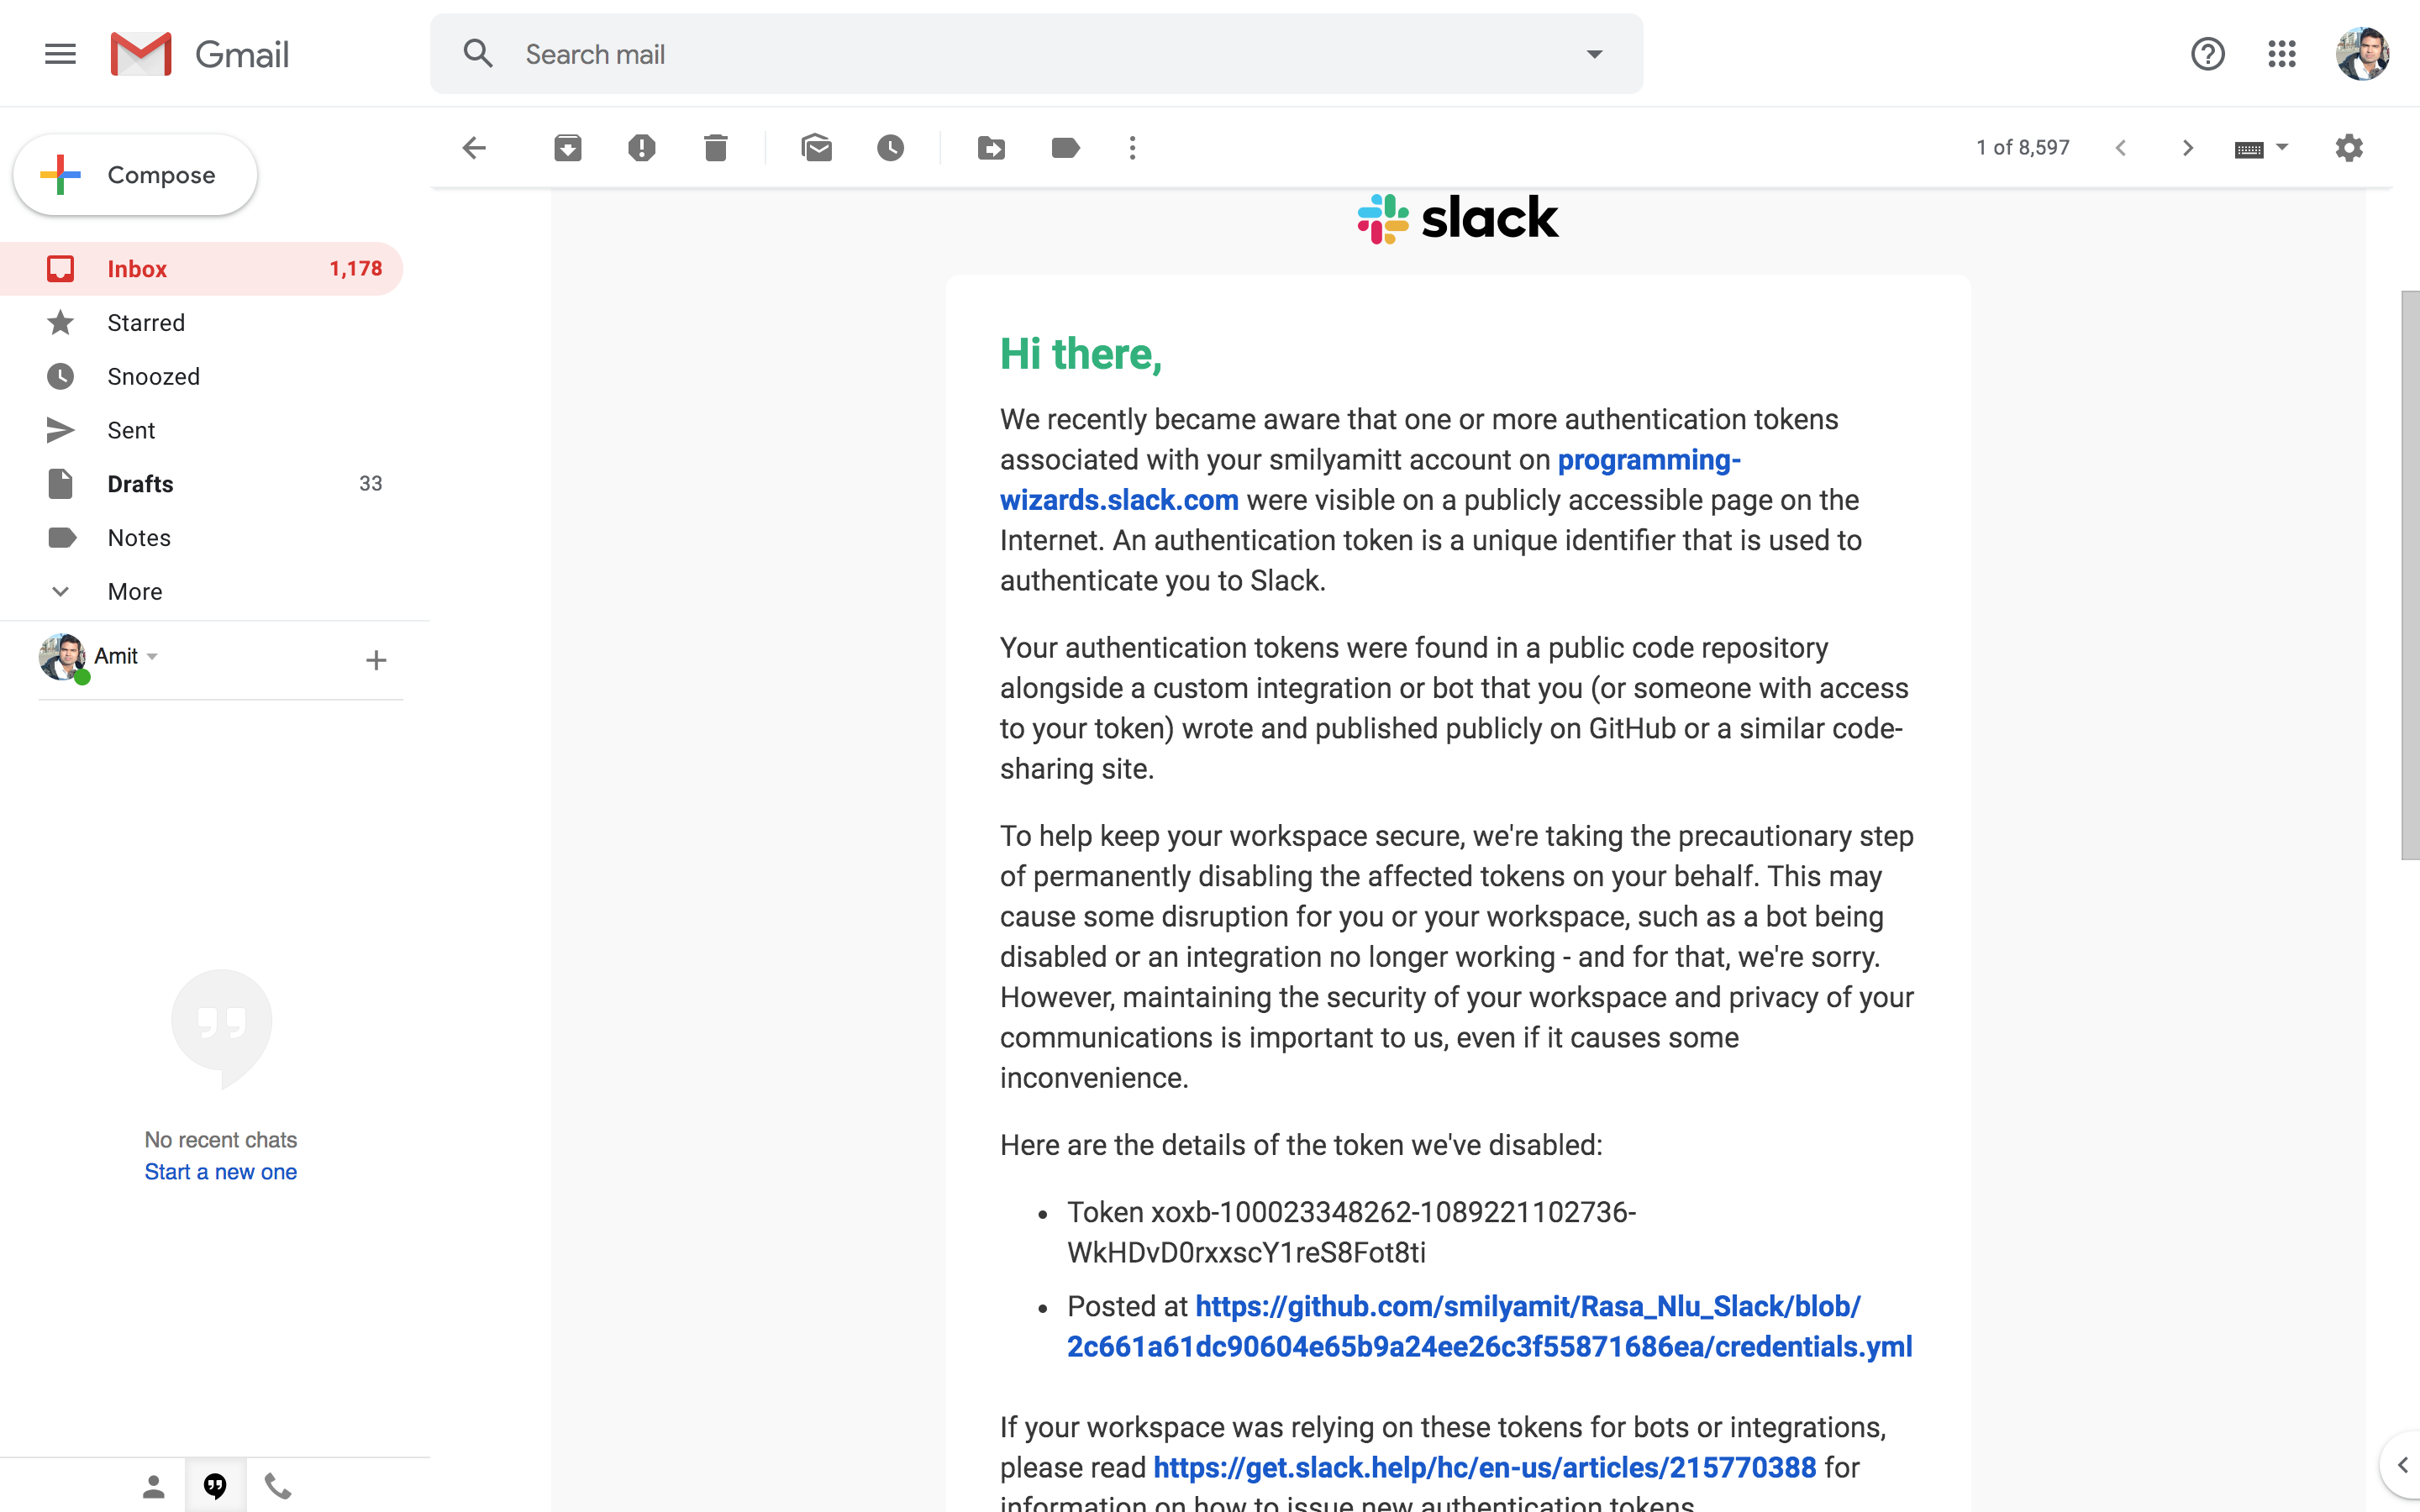 Gmail
Search mail
Compose
1 of 8,597
Inbox 1,178
Starred
Snoozed
Sent
Drafts 33
Notes
More
Amit
No recent chats
Start a new one
slack
Hi there,
We recently became aware that one or more authentication tokens
associated with your smilyamitt account on programming-
wizards.slack.com were visible on a publicly accessible page on the
Internet. An authentication token is a unique identifier that is used to
authenticate you to Slack.
Your authentication tokens were found in a public code repository
alongside a custom integration or bot that you (or someone with access
to your token) wrote and published publicly on GitHub or a similar code-
sharing site.
To help keep your workspace secure, we're taking the precautionary step
of permanently disabling the affected tokens on your behalf. This may
cause some disruption for you or your workspace, such as a bot being
disabled or an integration no longer working - and for that, we're sorry.
However, maintaining the security of your workspace and privacy of your
communications is important to us, even if it causes some
inconvenience.
Here are the details of the token we've disabled:
• Token xoxb-100023348262-1089221102736-
WkHDvD0rxxscY1reS8Fot8ti
• Posted at https://github.com/smilyamit/Rasa_Nlu_Slack/blob/
2c661a61dc90604e65b9a24ee26c3f55871686ea/credentials.yml
If your workspace was relying on these tokens for bots or integrations,
please read https://get.slack.help/hc/en-us/articles/215770388 for
information on how to issue new authentication tokens.